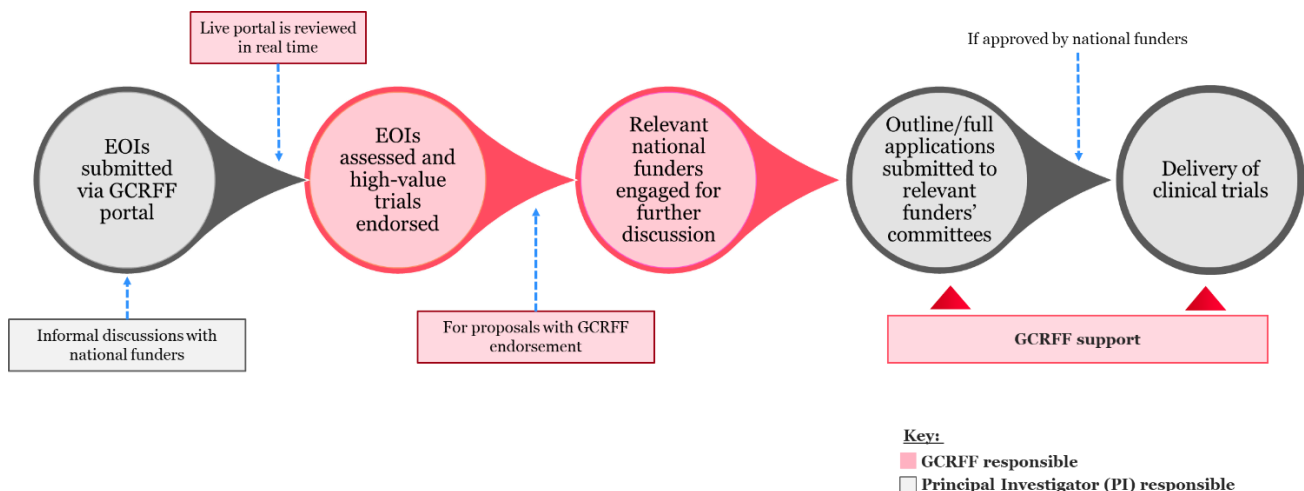 Live portal is reviewed
in real time
If approved by national funders
EOIs
submitted
via GCRFF
portal
EOIs
assessed and
high-value
trials
endorsed
Relevant
national
funders
engaged for
further
discussion
Outline/full
applications
submitted to
relevant
funders’
committees
Delivery of
clinical trials
Informal discussions with
national funders
For proposals with GCRFF
endorsement
GCRFF support
Key:
GCRFF responsible
Principal Investigator (PI) responsible